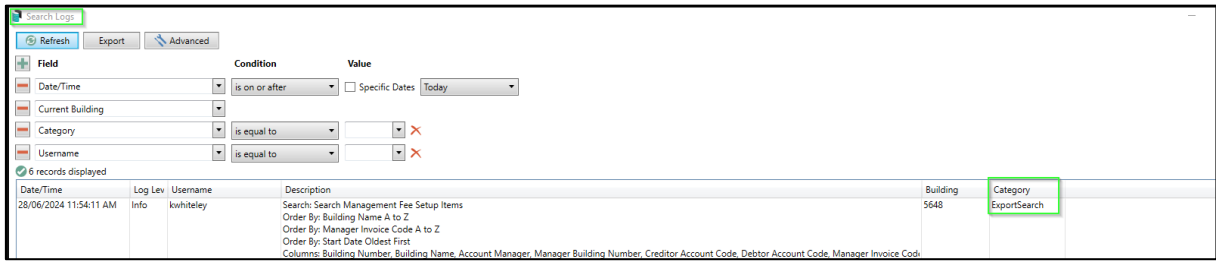 Search Logs
Refresh Export Advanced
Field Condition Value
Date/Time is on or after Specific Dates Today
Current Building
Category is equal to
Username is equal to
6 records displayed
Date/Time Log Lev Username Description Building Category
28/06/2024 11:54:11 AM Info kwhiteley Search: Search Management Fee Setup Items 5648 ExportSearch
Order By: Building Name A to Z
Order By: Manager Invoice Code A to Z
Order By: Start Date Oldest First
Columns: Building Number, Building Name, Account Manager, Manager Building Number, Creditor Account Code, Debtor Account Code, Manager Invoice Code